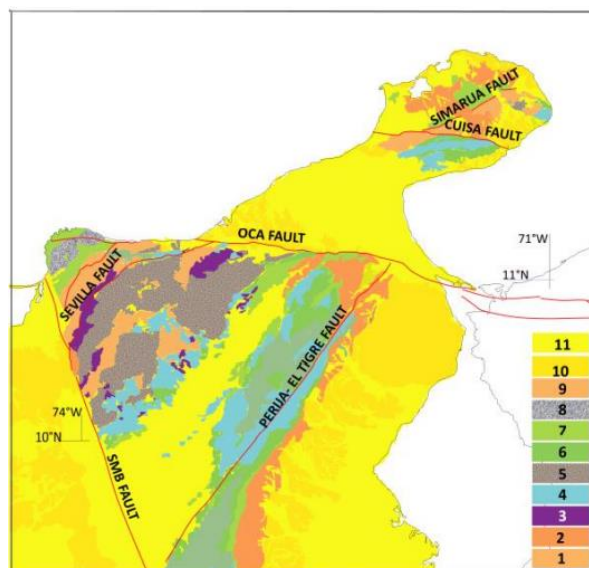 SIMARUA FAULT
CUISA FAULT
OCA FAULT
71°W
11°N
SEVILLA FAULT
PERIJA- EL TIGRE FAULT
74°W
10°N
SMB FAULT
11
10
9
8
7
6
5
4
3
2
1